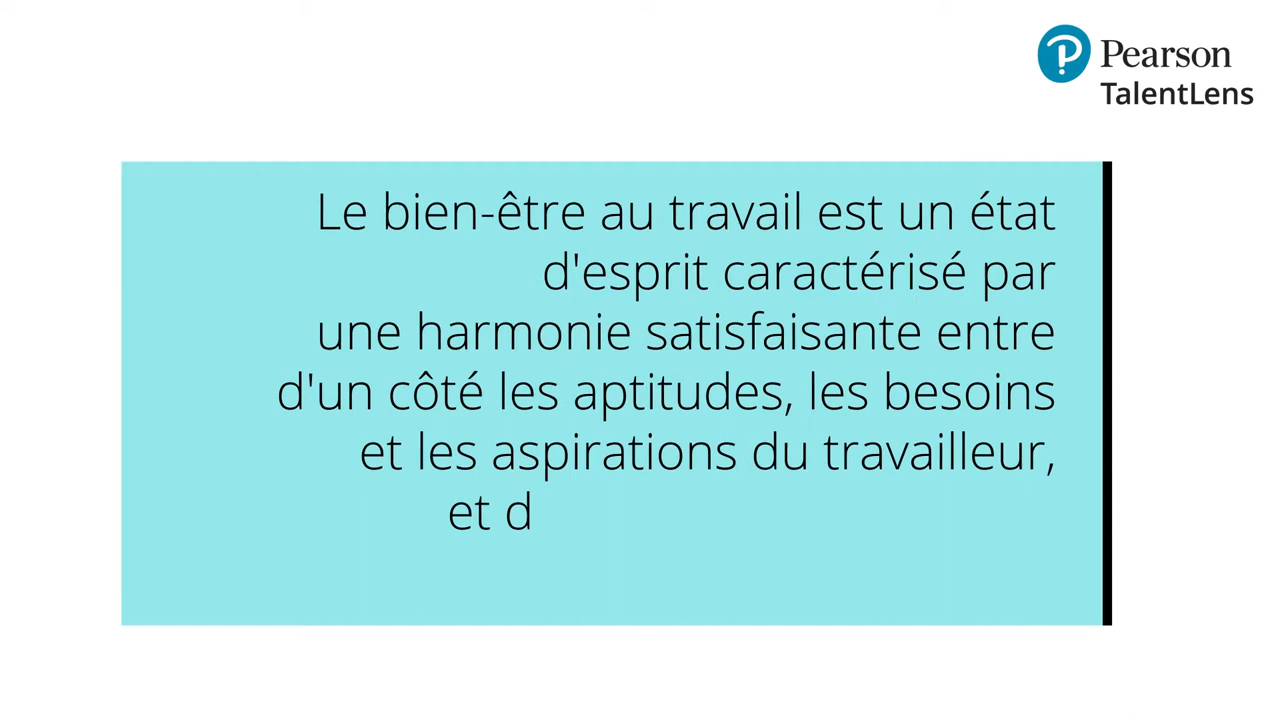 Pearson
TalentLens
Le bien-être au travail est un état
d'esprit caractérisé par
une harmonie satisfaisante entre
d'un côté les aptitudes, les besoins
et les aspirations du travailleur,
et d